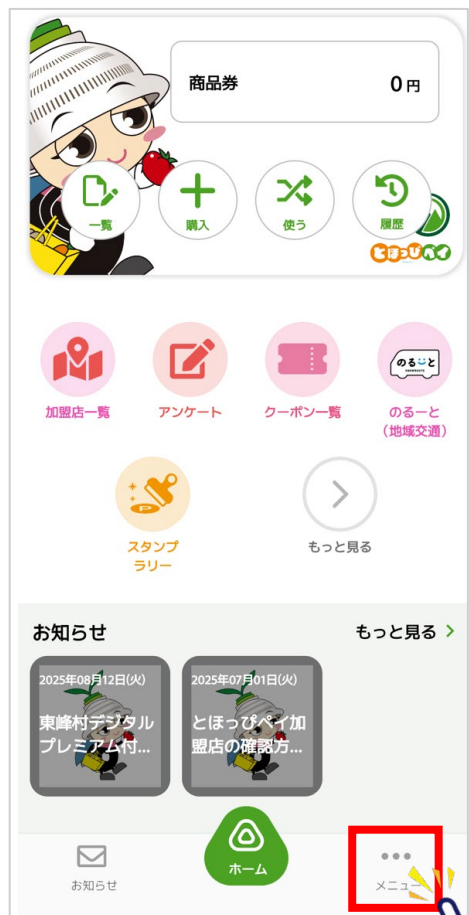 商品券 0円
一覧 購入 使う 履歴
とほっぴペイ
加盟店一覧 アンケート クーポン一覧 のるーと
のるーと
(地域交通)
P
スタンプ
ラリー
もっと見る
お知らせ もっと見る
2025年08月12日(火)
東峰村デジタル
プレミアム付...
2025年07月01日(火)
とほっぴペイ加
盟店の確認方...
お知らせ ホーム メニュー